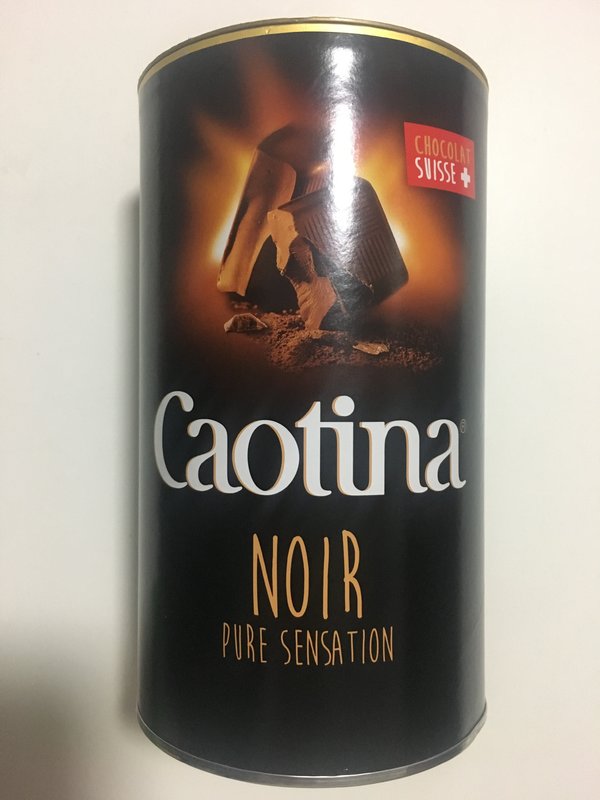 CHOCOLAT
SUISSE
Caotina®
NOIR
PURE SENSATION